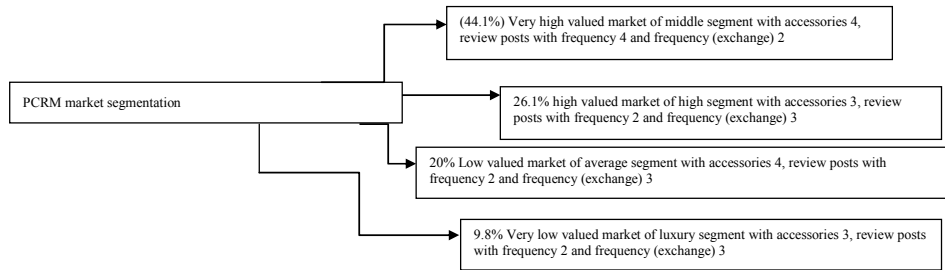 (44.1%) Very high valued market of middle segment with accessories 4,
review posts with frequency 4 and frequency (exchange) 2
PCRM market segmentation
26.1% high valued market of high segment with accessories 3, review
posts with frequency 2 and frequency (exchange) 3
20% Low valued market of average segment with accessories 4, review posts with
frequency 2 and frequency (exchange) 3
9.8% Very low valued market of luxury segment with accessories 3, review posts
with frequency 2 and frequency (exchange) 3